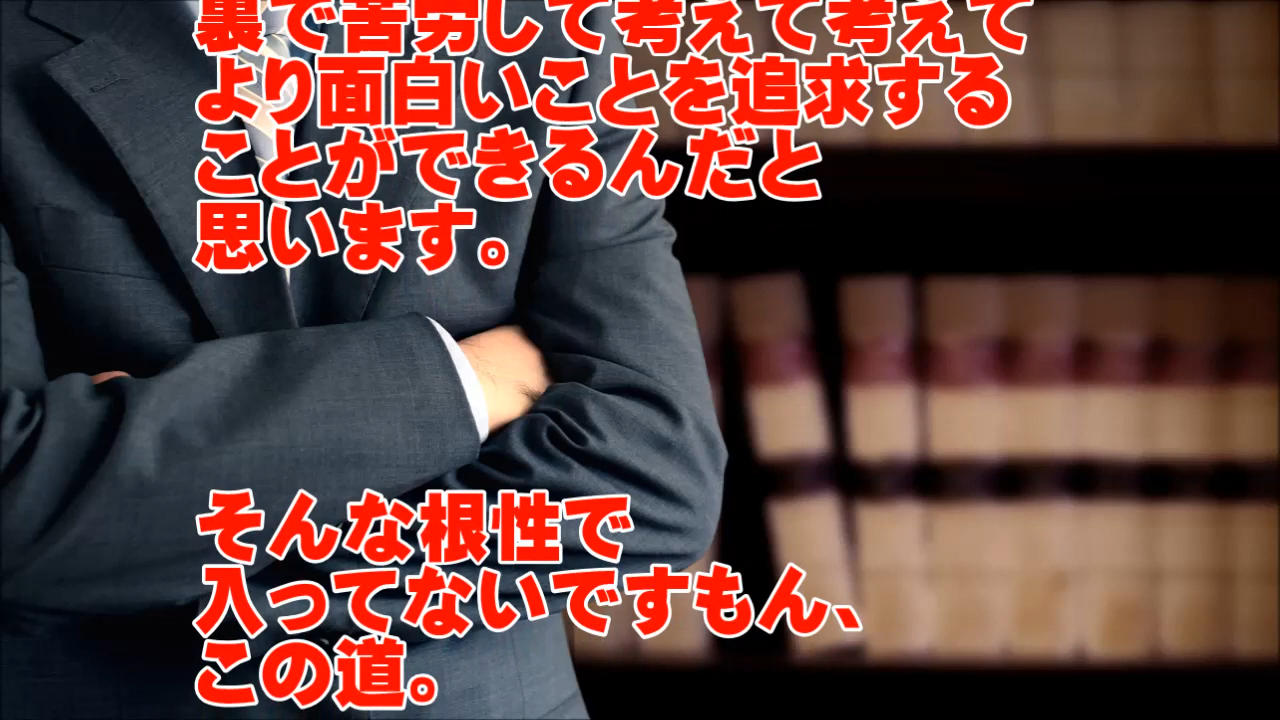 裏で苦労して考えて考えて
より面白いことを追求する
ことができるんだと
思います。
そんな根性で
入ってないですもん、
この道。